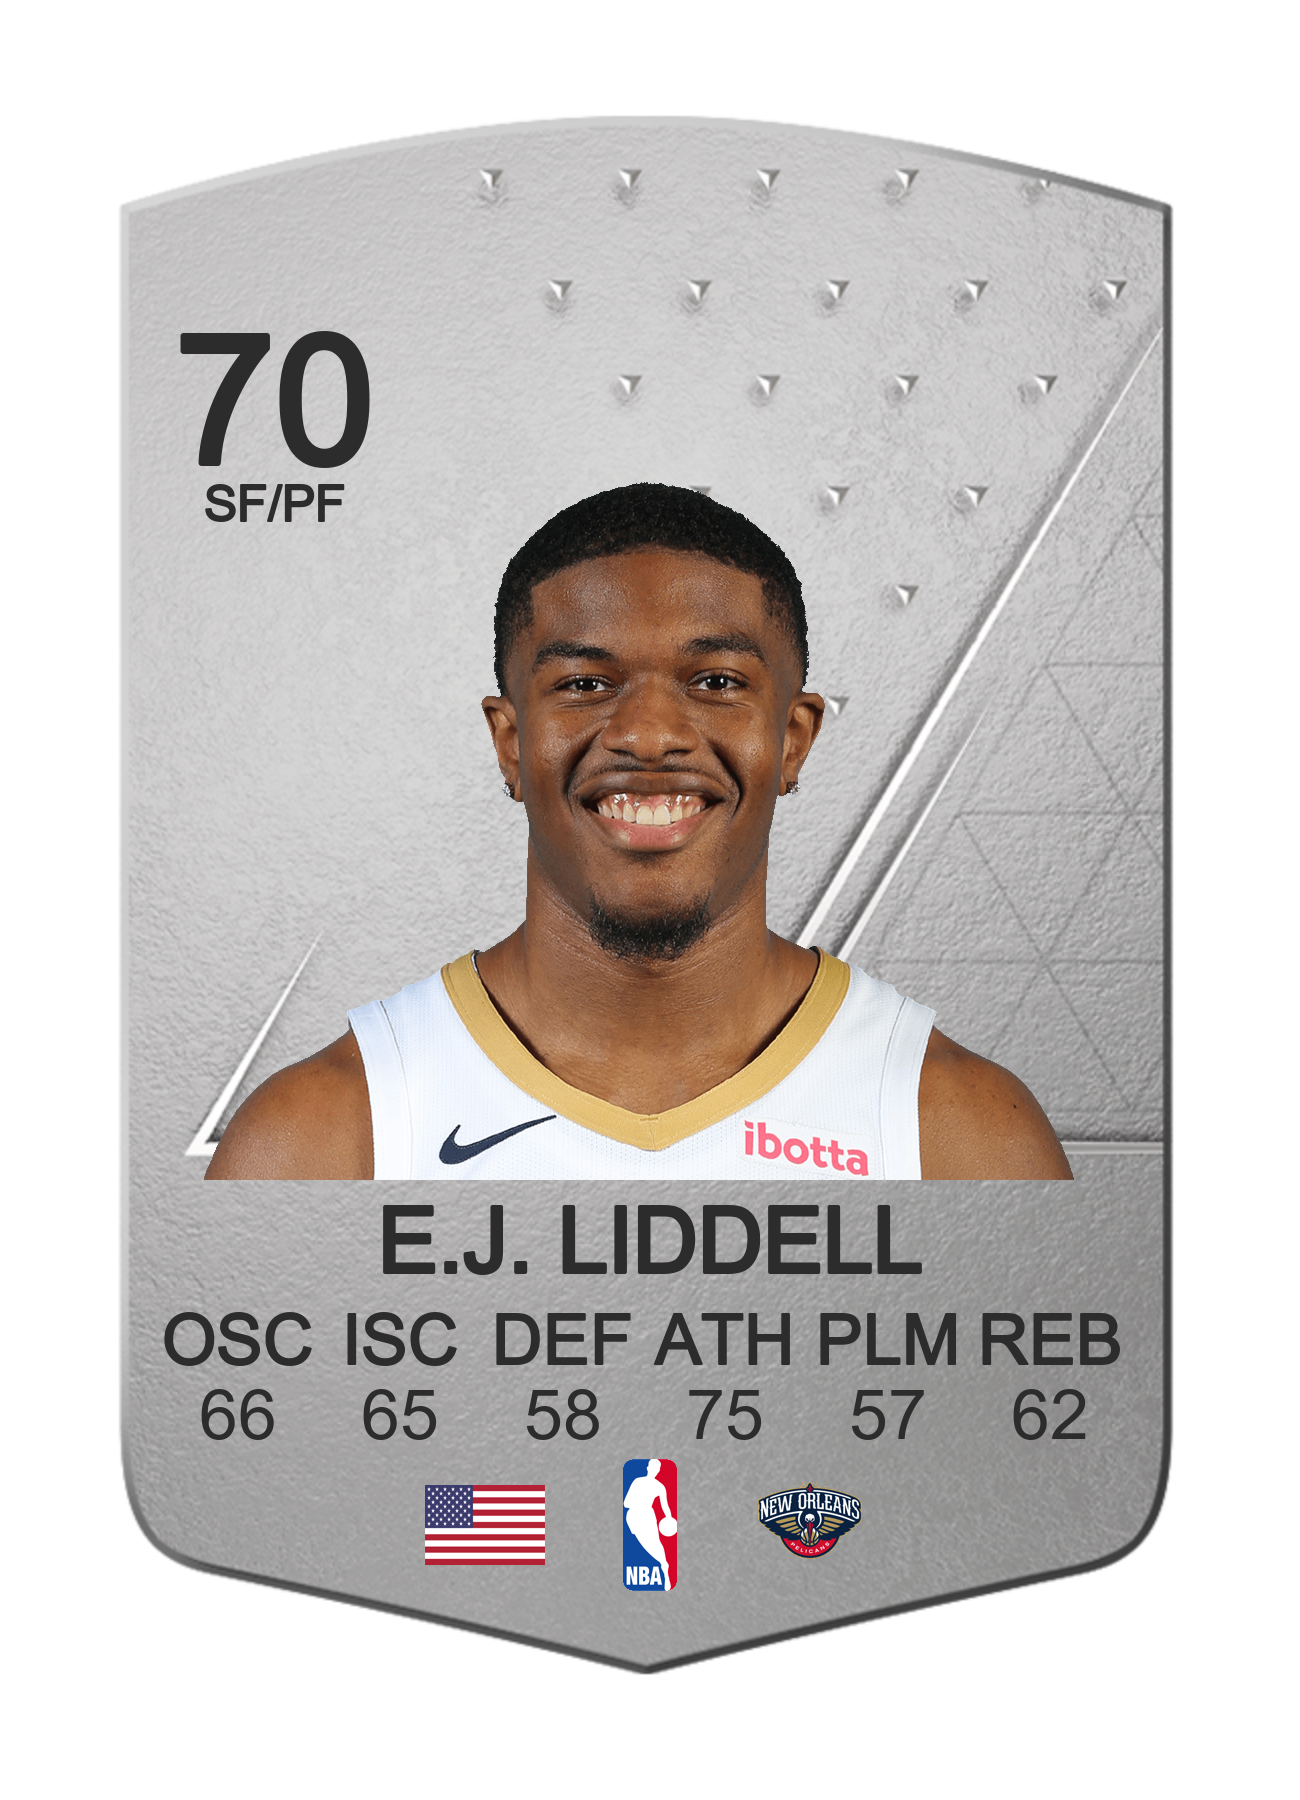 70
SF/PF
ibotta
E.J. LIDDELL
OSC ISC DEF ATH PLM REB
66 65 58 75 57 62
NBA
NEW ORLEANS
PELICANS